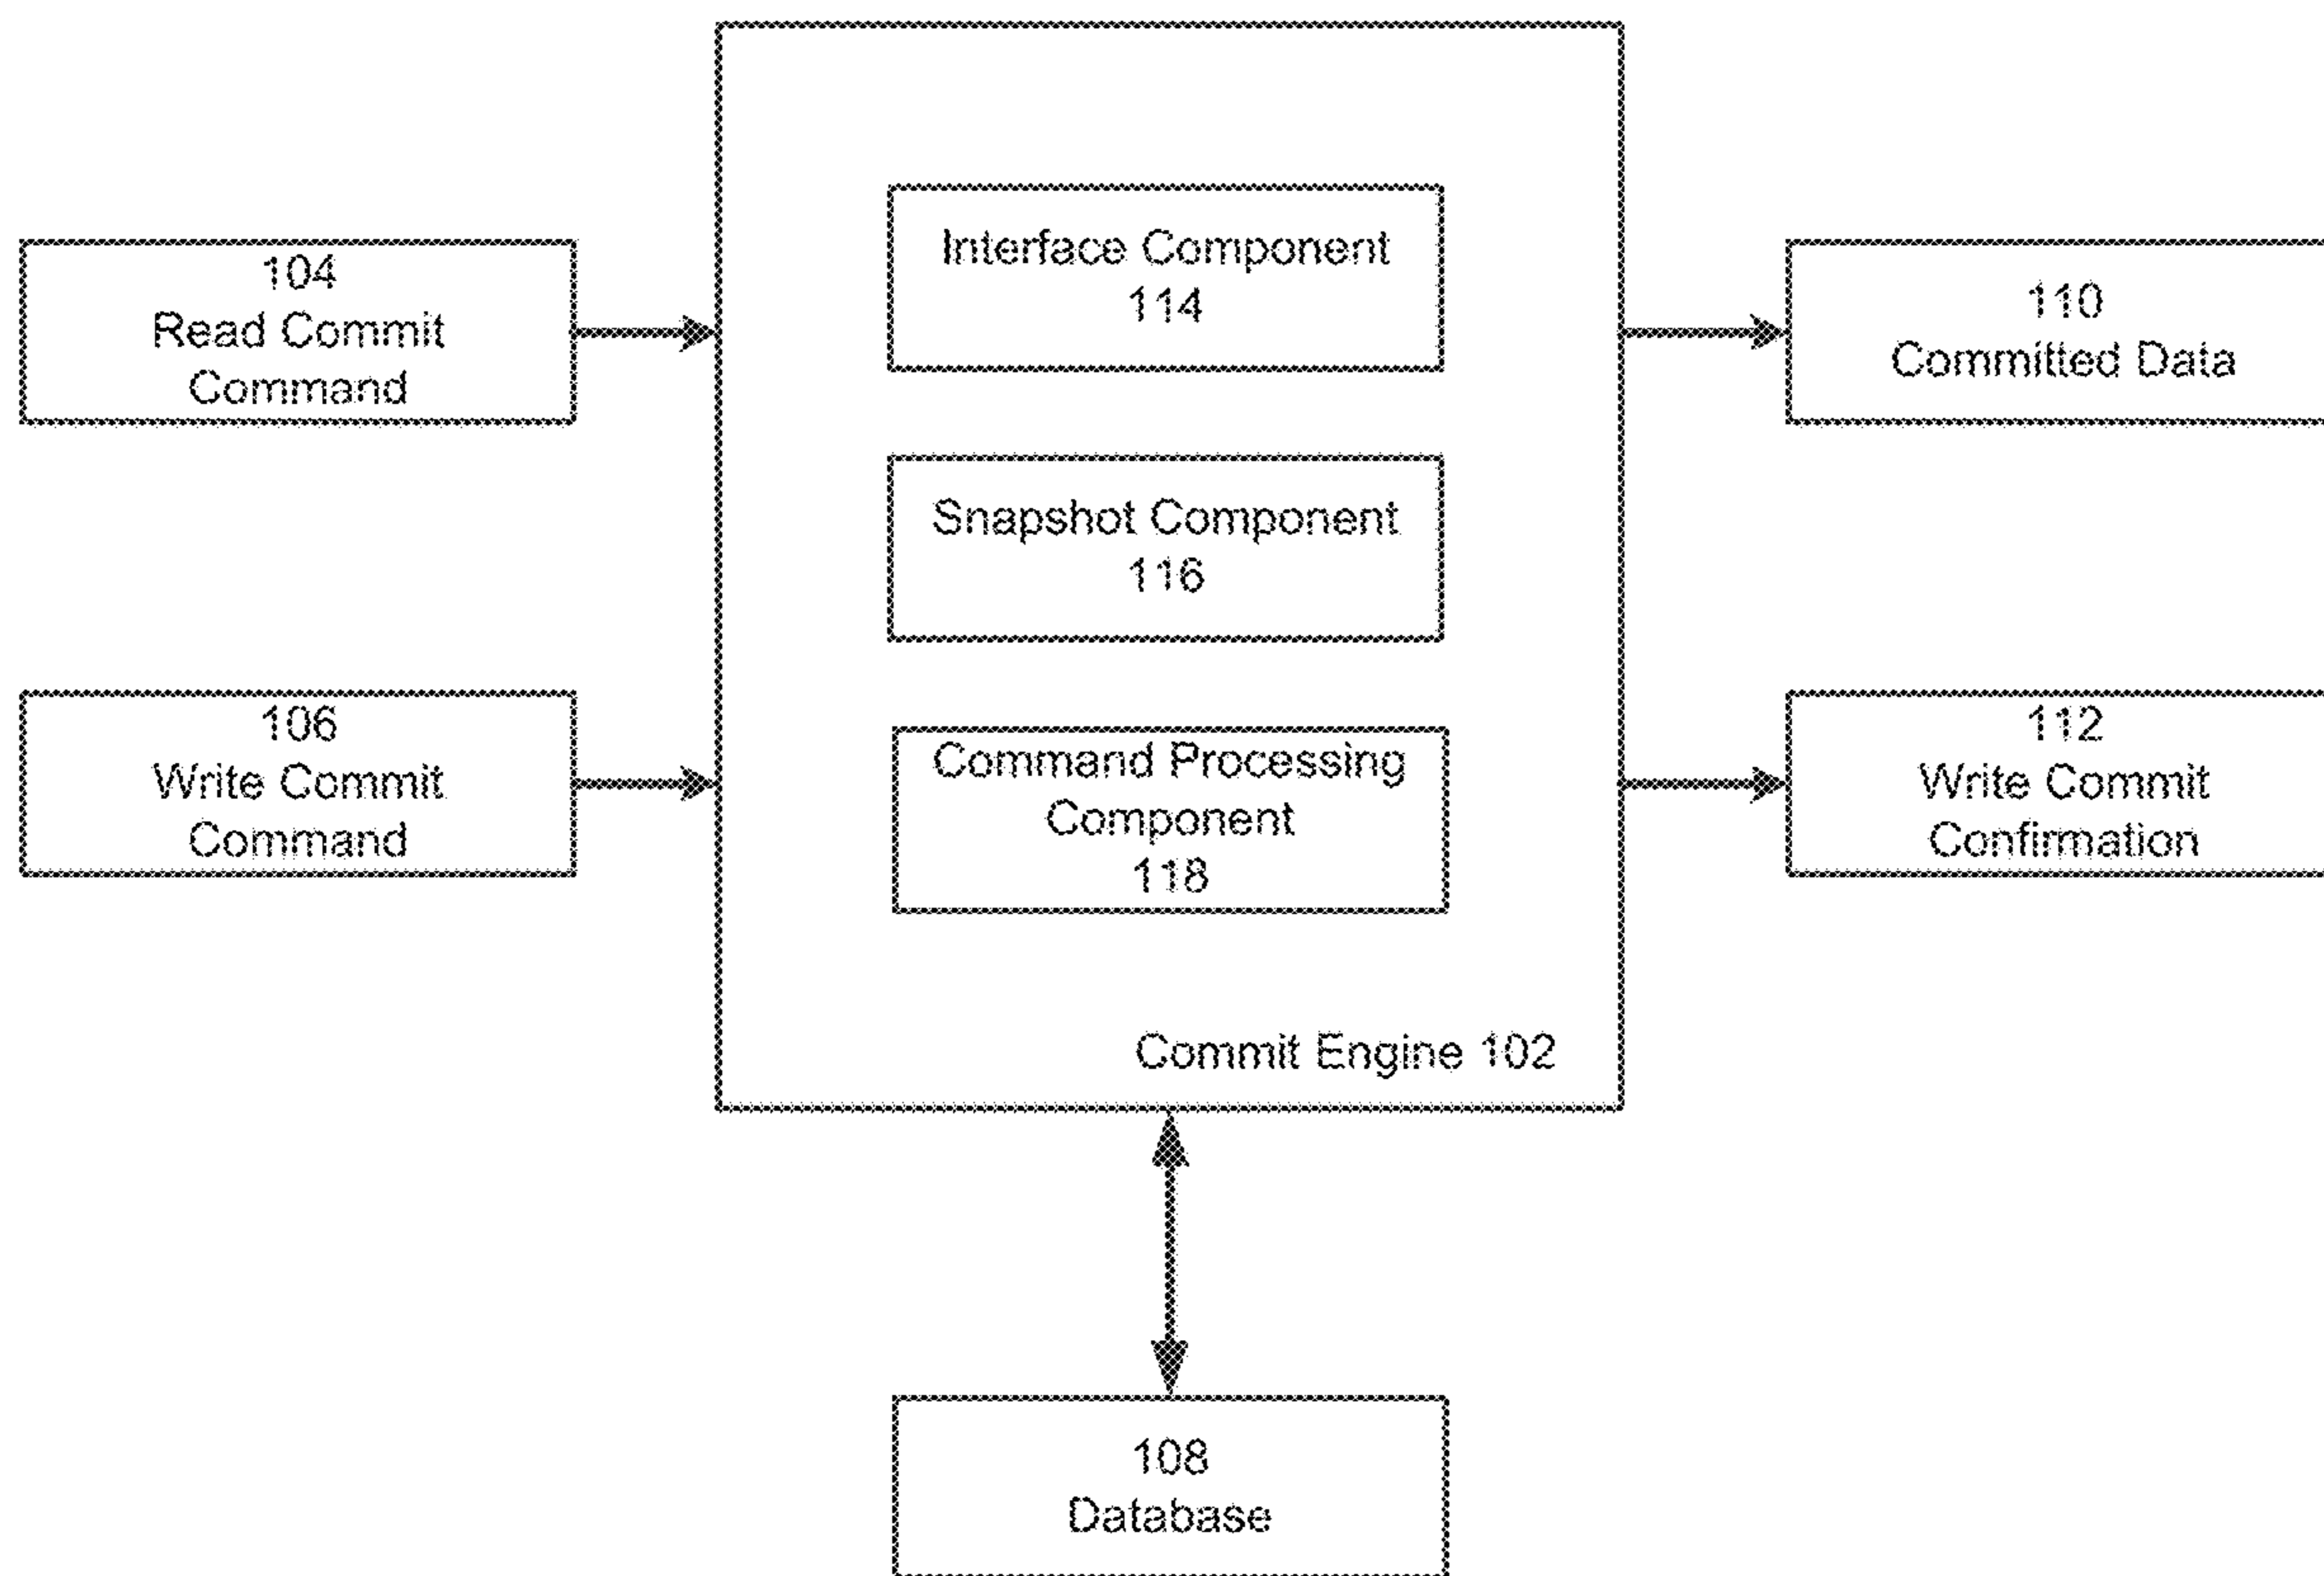 104
Read Commit
Command
106
Write Commit
Command
Interface Component
114
Snapshot Component
116
Command Processing
Component
118
Commit Engine 102
110
Committed Data
112
Write Commit
Confirmation
108
Database